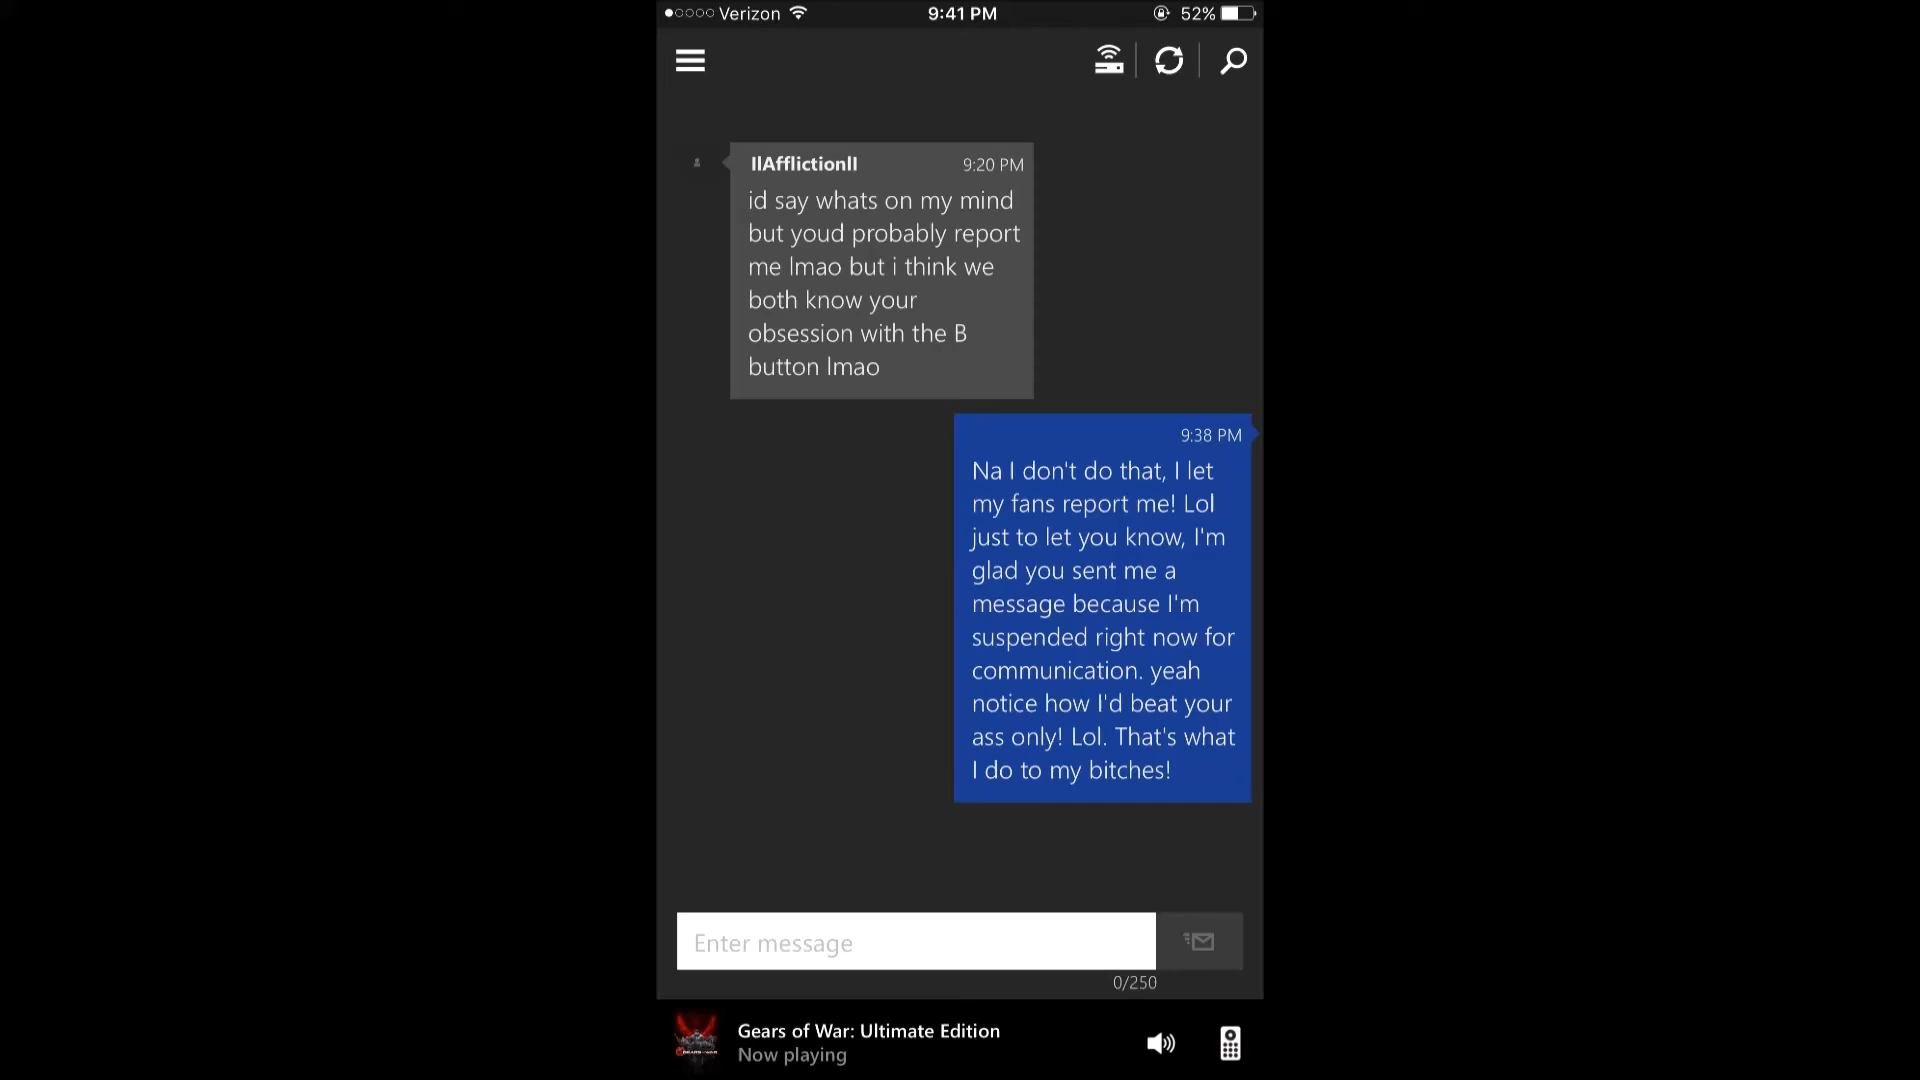 Verizon 9:41 PM 52%
IIAfflictionII 9:20 PM
id say whats on my mind
but youd probably report
me lmao but i think we
both know your
obsession with the B
button lmao
9:38 PM
Na I don't do that, I let
my fans report me! Lol
just to let you know, I'm
glad you sent me a
message because I'm
suspended right now for
communication. yeah
notice how I'd beat your
ass only! Lol. That's what
I do to my bitches!
Enter message
0/250
Gears of War: Ultimate Edition
Now playing